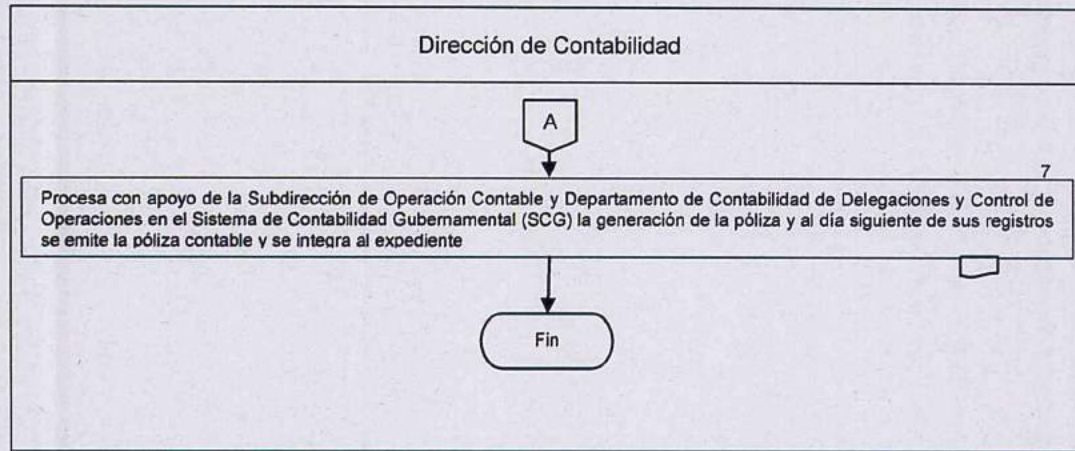 Dirección de Contabilidad
A
7
Procesa con apoyo de la Subdirección de Operación Contable y Departamento de Contabilidad de Delegaciones y Control de
Operaciones en el Sistema de Contabilidad Gubernamental (SCG) la generación de la póliza y al día siguiente de sus registros
se emite la póliza contable y se integra al expediente
Fin